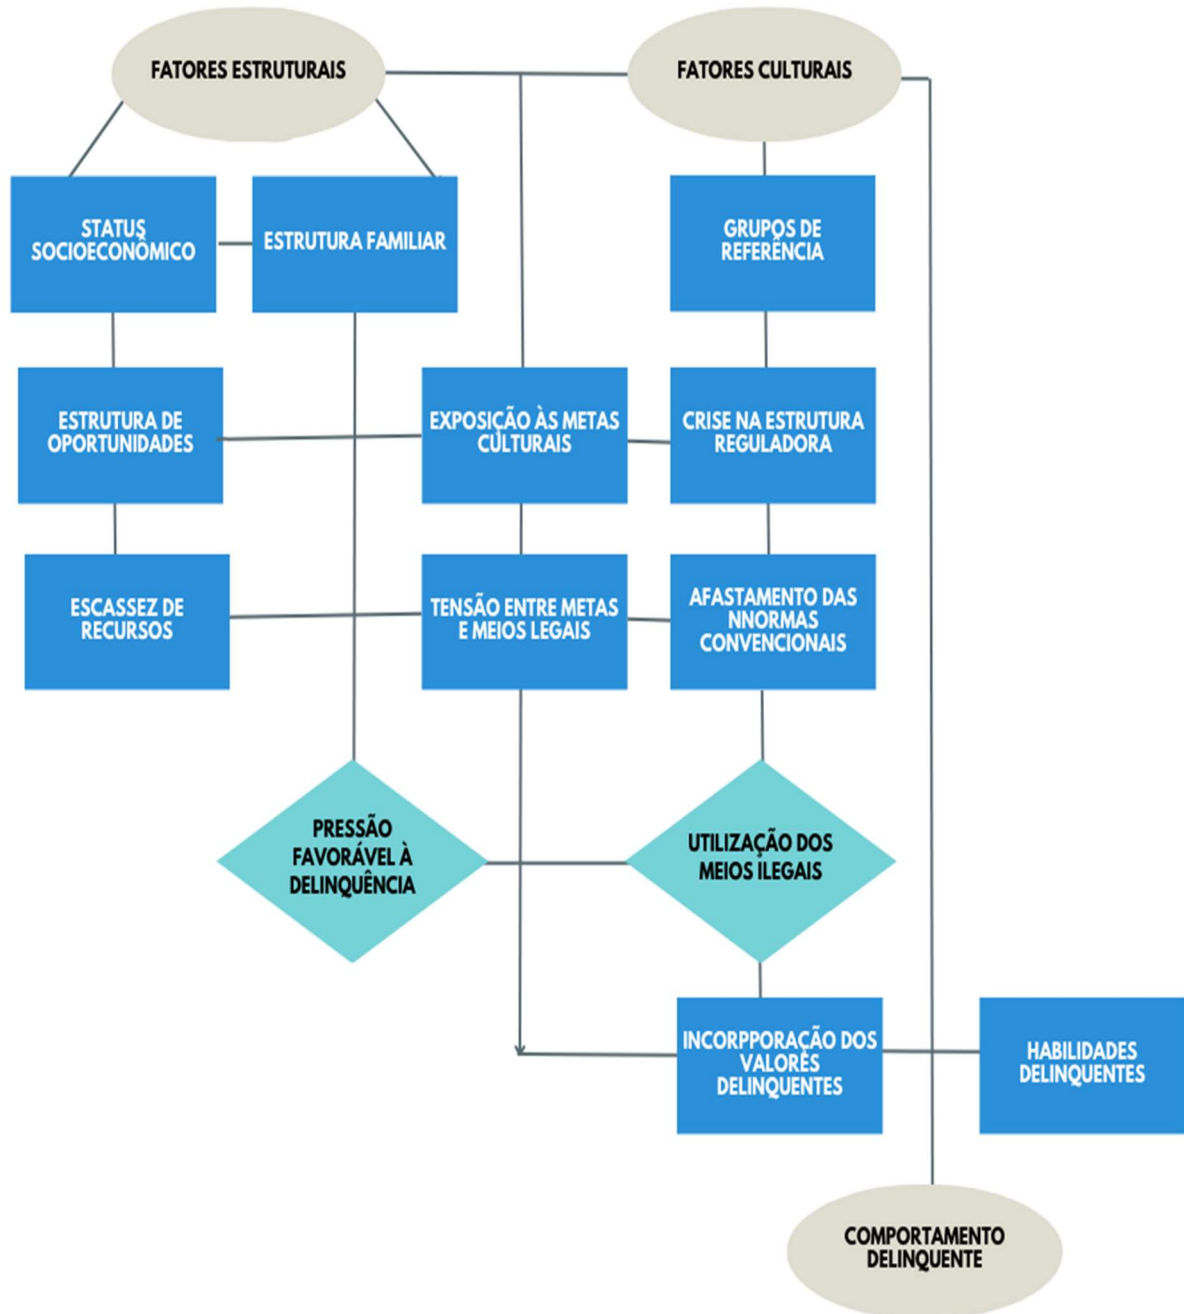 FATORES ESTRUTURAIS
FATORES CULTURAIS
STATUS
SOCIOECONÔMICO
ESTRUTURA FAMILIAR
GRUPOS DE
REFERÊNCIA
ESTRUTURA DE
OPORTUNIDADES
EXPOSIÇÃO ÀS METAS
CULTURAIS
CRISE NA ESTRUTURA
REGULADORA
ESCASSEZ DE
RECURSOS
TENSÃO ENTRE METAS
E MEIOS LEGAIS
AFASTAMENTO DAS
NNORMAS
CONVENCIONAIS
PRESSÃO
FAVORÁVEL À
DELINQUÊNCIA
UTILIZAÇÃO DOS
MEIOS ILEGAIS
INCORPPORAÇÃO DOS
VALORES
DELINQUENTES
HABILIDADES
DELINQUENTES
COMPORTAMENTO
DELINQUENTE